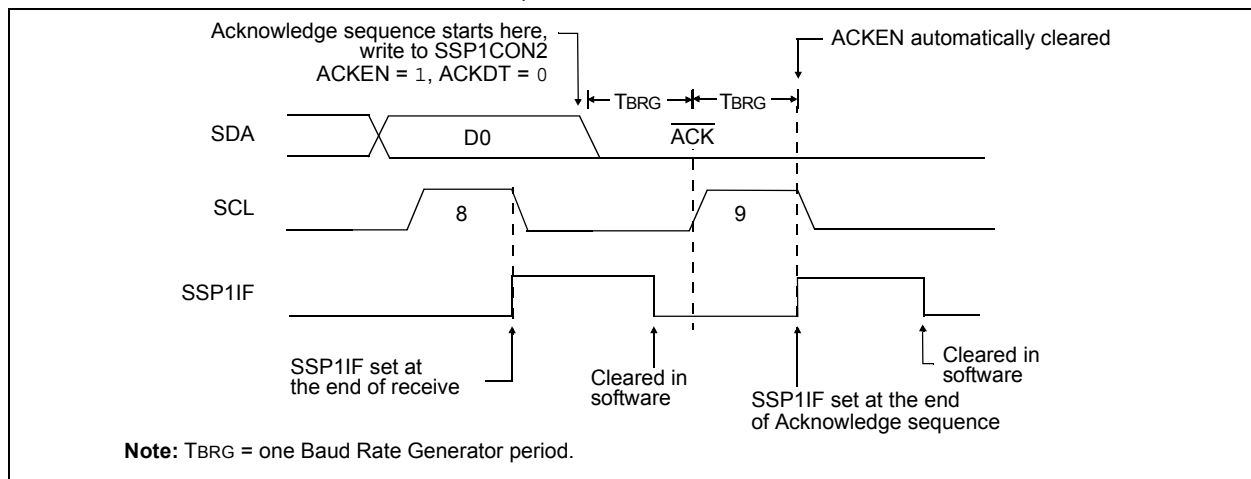 Acknowledge sequence starts here,
write to SSP1CON2
ACKEN = 1, ACKDT = 0
ACKEN automatically cleared
TBRG
TBRG
SDA
D0
ACK
SCL
8
9
SSP1IF
SSP1IF set at
the end of receive
Cleared in
software
SSP1IF set at the end
of Acknowledge sequence
Cleared in
software
Note: TBRG = one Baud Rate Generator period.